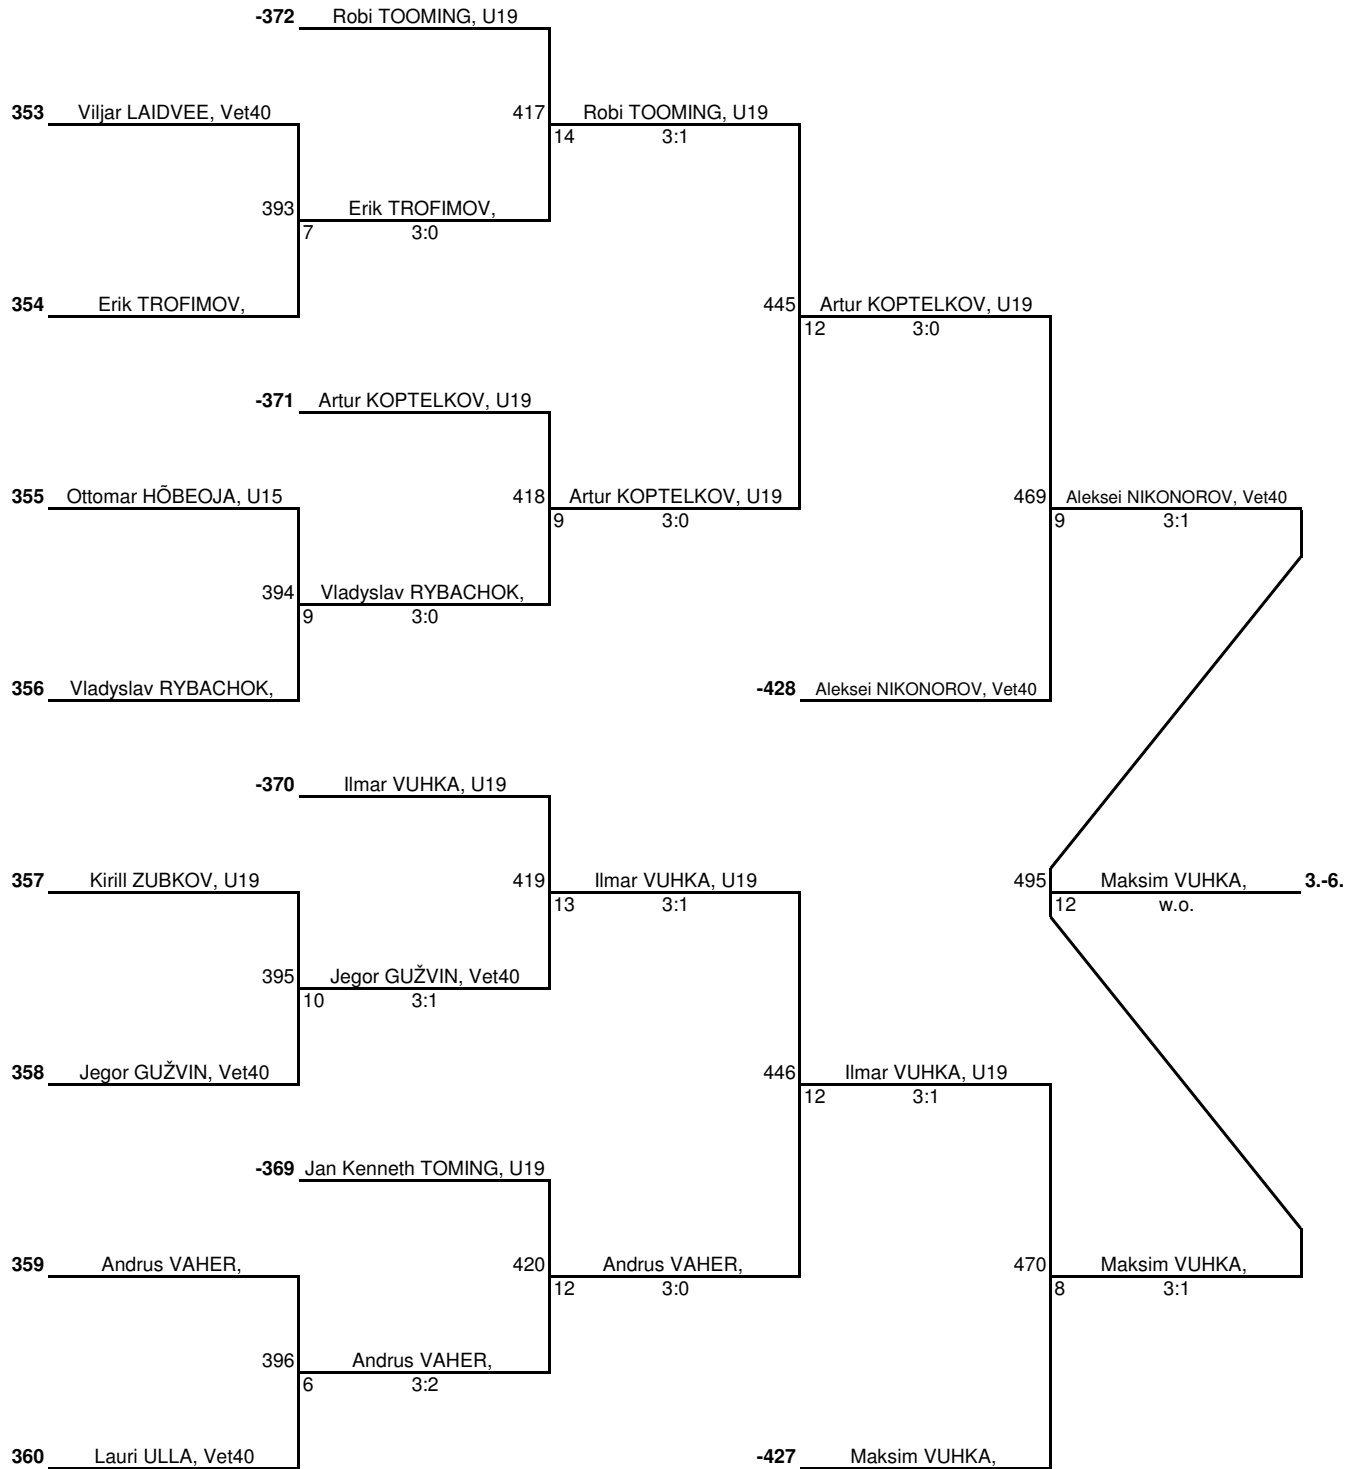 -372 Robi TOOMING, U19
353 Viljar LAIDVEE, Vet40 417 Robi TOOMING, U19
14 3:1
393 Erik TROFIMOV,
7 3:0
354 Erik TROFIMOV, 445 Artur KOPTELKOV, U19
12 3:0
-371 Artur KOPTELKOV, U19
355 Ottomar HÕBEOJA, U15 418 Artur KOPTELKOV, U19 469 Aleksei NIKONOROV, Vet40
9 3:0 9 3:1
394 Vladyslav RYBACHOK,
9 3:0
356 Vladyslav RYBACHOK, -428 Aleksei NIKONOROV, Vet40
-370 Ilmar VUHKA, U19
357 Kirill ZUBKOV, U19 419 Ilmar VUHKA, U19 495 Maksim VUHKA, 3.-6.
13 3:1 12 w.o.
395 Jegor GUŽVIN, Vet40
10 3:1
358 Jegor GUŽVIN, Vet40 446 Ilmar VUHKA, U19
12 3:1
-369 Jan Kenneth TOMING, U19
359 Andrus VAHER, 420 Andrus VAHER, 470 Maksim VUHKA,
12 3:0 8 3:1
396 Andrus VAHER,
6 3:2
360 Lauri ULLA, Vet40 -427 Maksim VUHKA,